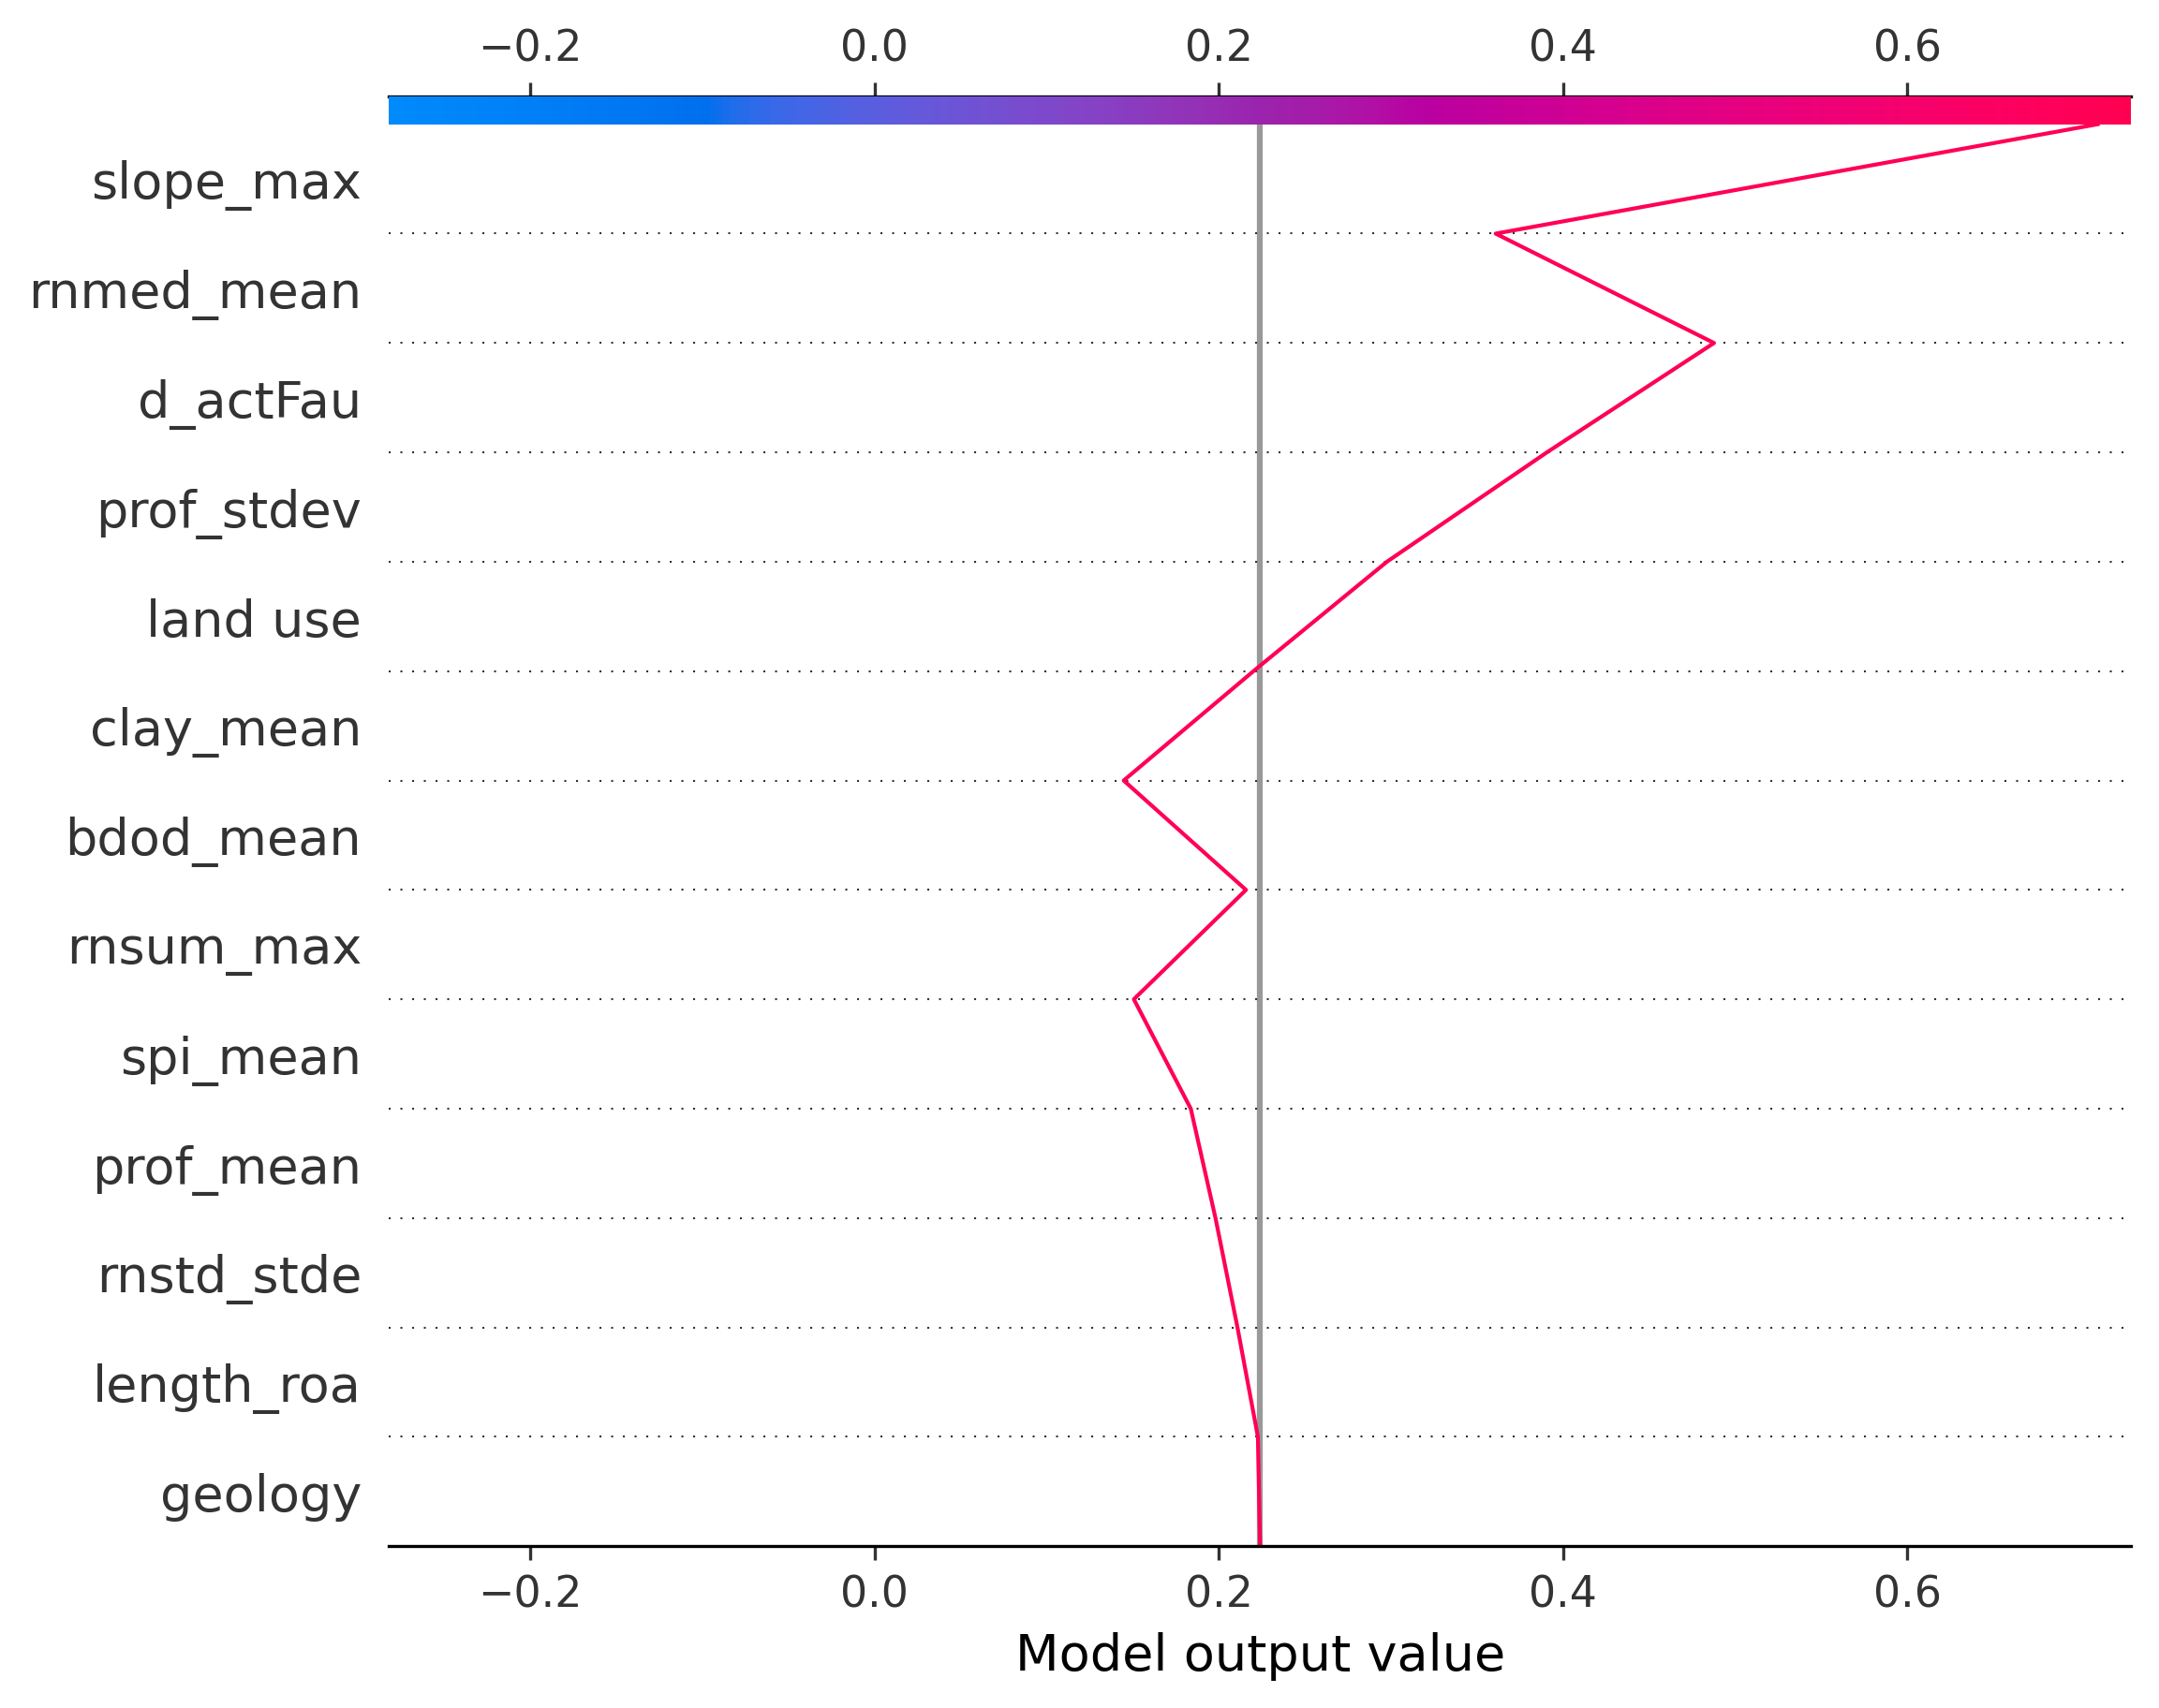 −0.2 0.0 0.2 0.4 0.6
slope_max
rnmed_mean
d_actFau
prof_stdev
land use
clay_mean
bdod_mean
rnsum_max
spi_mean
prof_mean
rnstd_stde
length_roa
geology
−0.2 0.0 0.2 0.4 0.6
Model output value